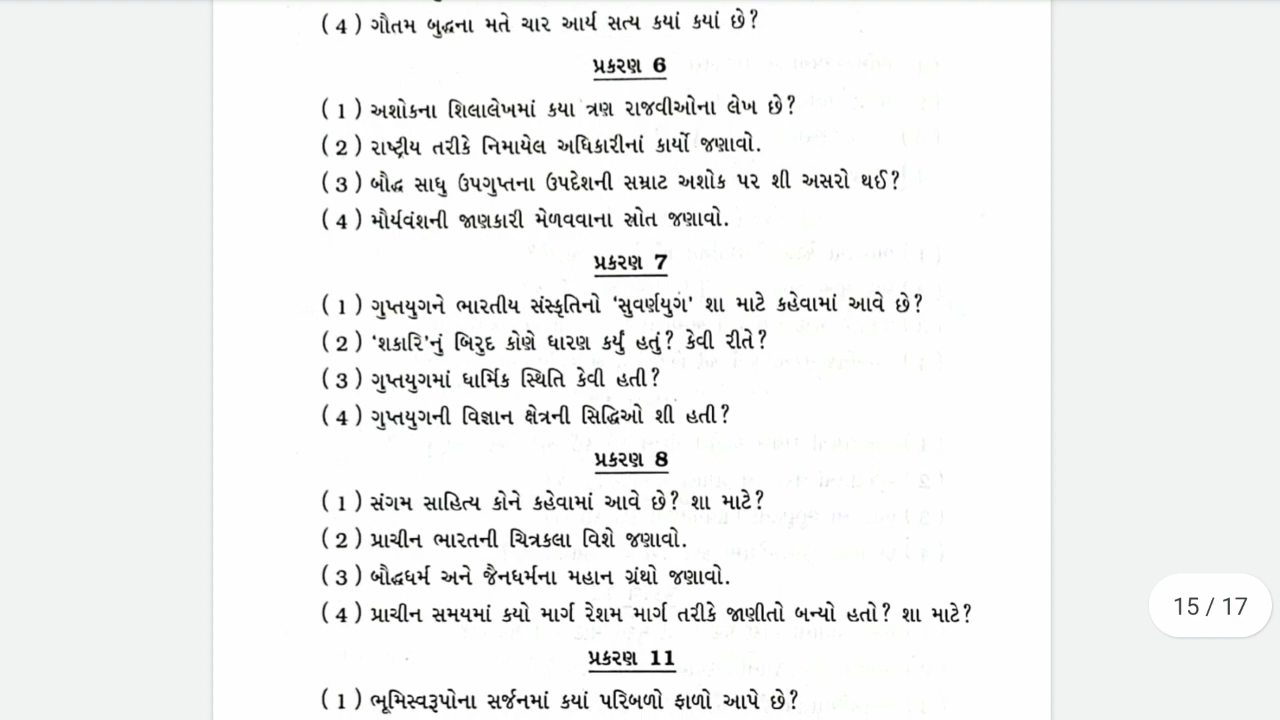 ( 4 ) ગૌતમ બુદ્ધના મતે ચાર આર્ય સત્ય કયાં કયાં છે?
પ્રકરણ 6
( 1 ) અશોકના શિલાલેખમાં કયા ત્રણ રાજવીઓના લેખ છે?
( 2 ) રાષ્ટ્રીય તરીકે નિમાયેલ અધિકારીનાં કાર્યો જણાવો.
( 3 ) બૌદ્ધ સાધુ ઉપગુપ્તના ઉપદેશની સમ્રાટ અશોક પર શી અસરો થઈ?
( 4 ) મૌર્યવંશની જાણકારી મેળવવાના સ્રોત જણાવો.
પ્રકરણ 7
( 1 ) ગુપ્તયુગને ભારતીય સંસ્કૃતિનો ‘સુવર્ણયુગ’ શા માટે કહેવામાં આવે છે?
( 2 ) ‘શકારિ’નું બિરુદ કોણે ધારણ કર્યું હતું? કેવી રીતે?
( 3 ) ગુપ્તયુગમાં ધાર્મિક સ્થિતિ કેવી હતી?
( 4 ) ગુપ્તયુગની વિજ્ઞાન ક્ષેત્રની સિદ્ધિઓ શી હતી?
પ્રકરણ 8
( 1 ) સંગમ સાહિત્ય કોને કહેવામાં આવે છે? શા માટે?
( 2 ) પ્રાચીન ભારતની ચિત્રકલા વિશે જણાવો.
( 3 ) બૌદ્ધધર્મ અને જૈનધર્મના મહાન ગ્રંથો જણાવો.
( 4 ) પ્રાચીન સમયમાં કયો માર્ગ રેશમ માર્ગ તરીકે જાણીતો બન્યો હતો? શા માટે?
15 / 17
પ્રકરણ 11
( 1 ) ભૂમિસ્વરૂપોના સર્જનમાં કયાં પરિબળો ફાળો આપે છે?